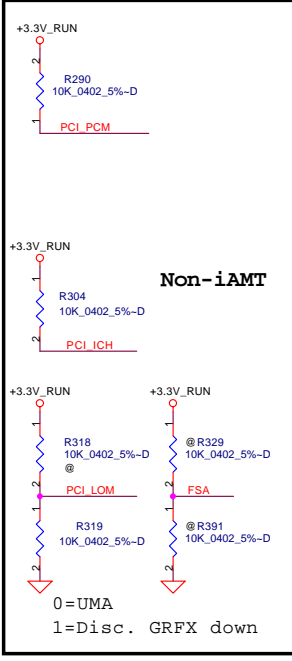 +3.3V_RUN
2
R290
10K_0402_5%~D
1
PCI_PCM
+3.3V_RUN
1
Non-iAMT
R304
10K_0402_5%~D
2
PCI_ICH
+3.3V_RUN +3.3V_RUN
1 1
R318 @R329
10K_0402_5%~D 10K_0402_5%~D
@
2 2
PCI_LOM FSA
1 1
R319 @R391
10K_0402_5%~D 10K_0402_5%~D
2 2
0=UMA
1=Disc. GRFX down